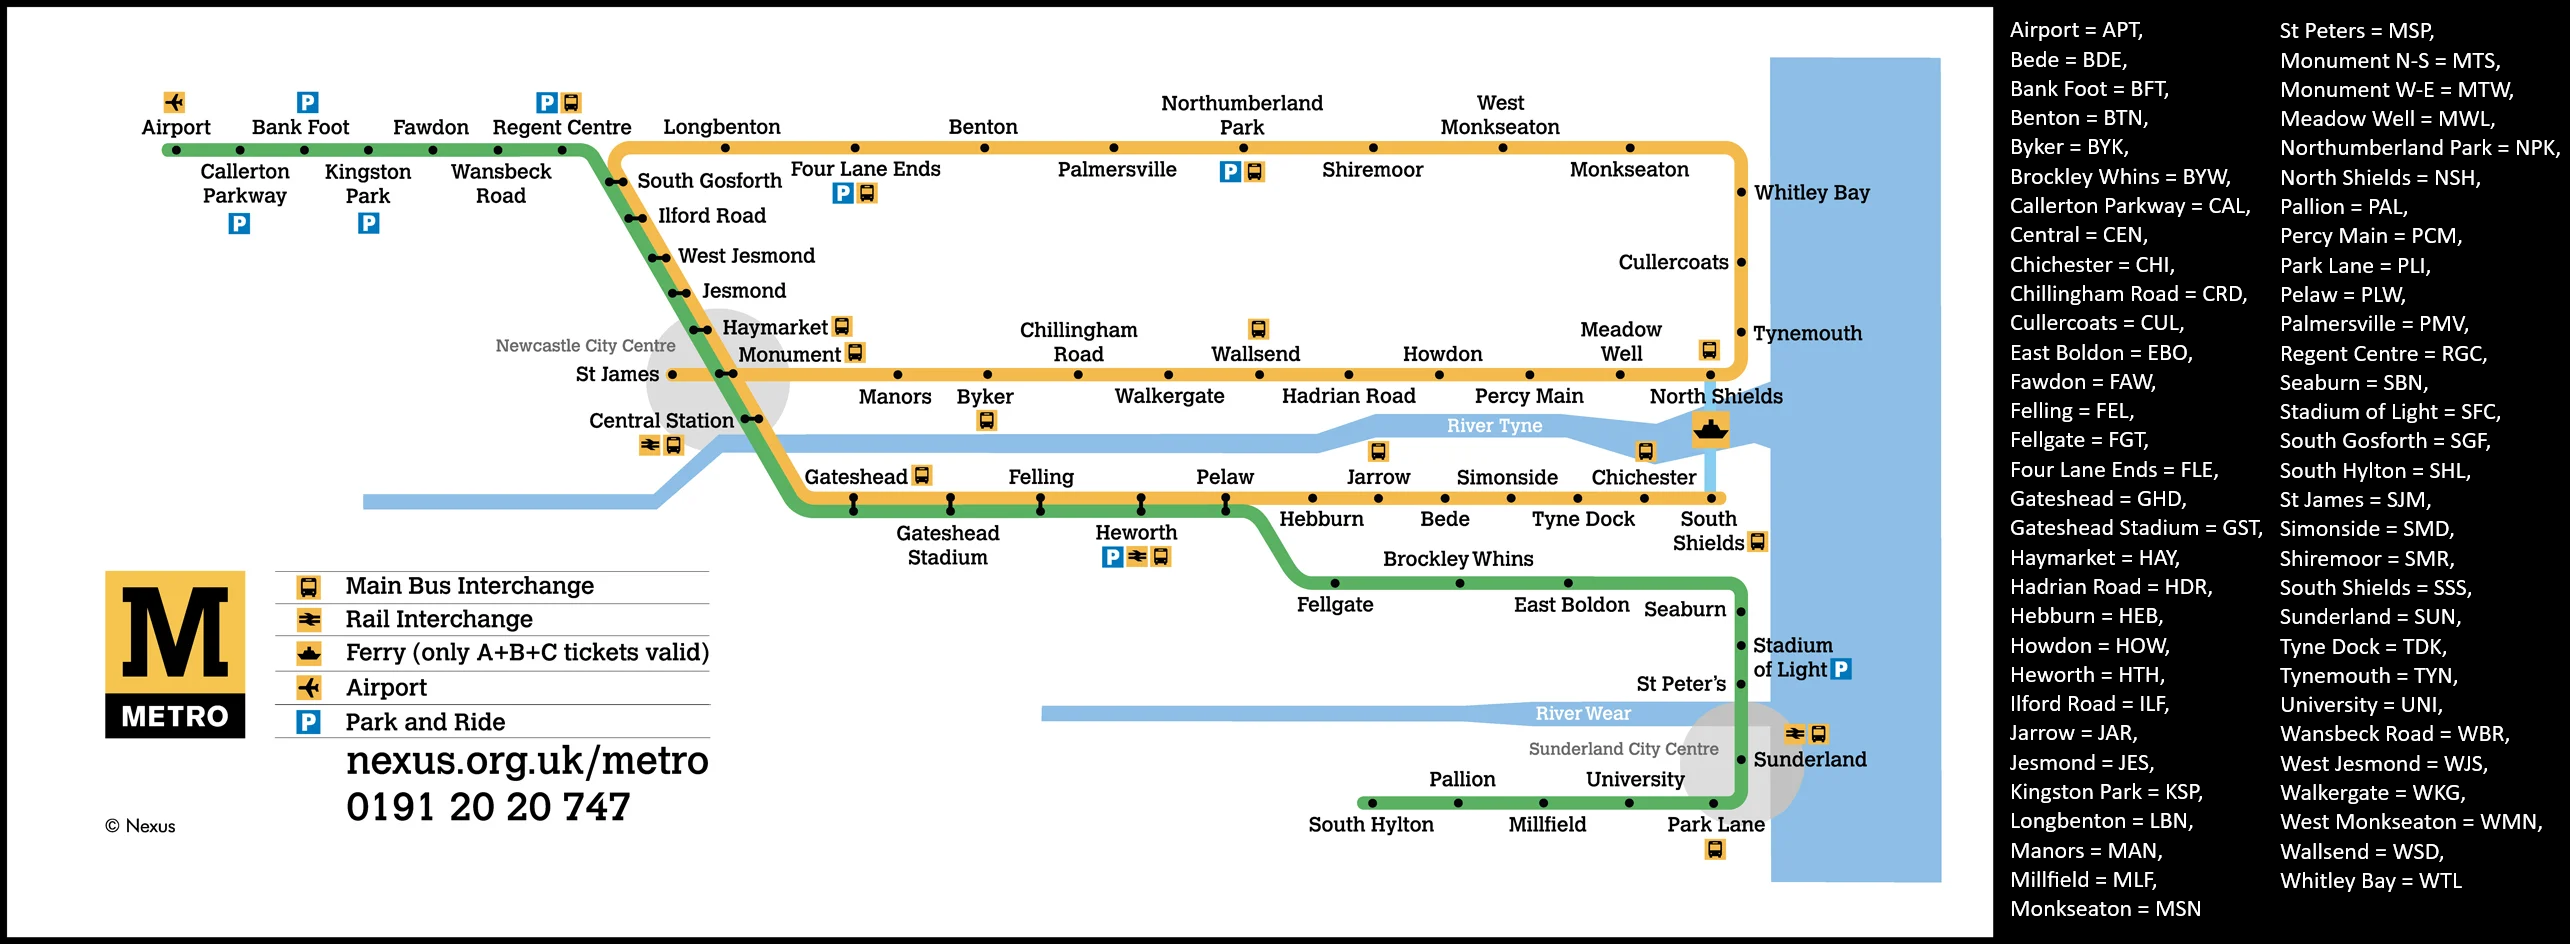 Airport
Bank Foot
Fawdon
Regent Centre
Callerton
Parkway
Kingston
Park
Wansbeck
Road
Longbenton
Four Lane Ends
Benton
Palmersville
Northumberland
Park
Shiremoor
West
Monkseaton
Monkseaton
Whitley Bay
Cullercoats
Tynemouth
South Gosforth
Ilford Road
West Jesmond
Jesmond
Haymarket
Newcastle City Centre
Monument
St James
Central Station
Manors
Byker
Chillingham
Road
Walkergate
Wallsend
Hadrian Road
Howdon
Percy Main
Meadow
Well
North Shields
River Tyne
Gateshead
Gateshead
Stadium
Felling
Heworth
Pelaw
Hebburn
Jarrow
Bede
Simonside
Tyne Dock
Chichester
South
Shields
Fellgate
Brockley Whins
East Boldon
Seaburn
Stadium
of Light
St Peter's
River Wear
Sunderland City Centre
Sunderland
Park Lane
University
Millfield
Pallion
South Hylton
P
P
P
P
P
P
P
P
P
M
METRO
Main Bus Interchange
Rail Interchange
Ferry (only A+B+C tickets valid)
Airport
P Park and Ride
nexus.org.uk/metro
0191 20 20 747
© Nexus
Airport = APT,
Bede = BDE,
Bank Foot = BFT,
Benton = BTN,
Byker = BYK,
Brockley Whins = BYW,
Callerton Parkway = CAL,
Central = CEN,
Chichester = CHI,
Chillingham Road = CRD,
Cullercoats = CUL,
East Boldon = EBO,
Fawdon = FAW,
Felling = FEL,
Fellgate = FGT,
Four Lane Ends = FLE,
Gateshead = GHD,
Gateshead Stadium = GST,
Haymarket = HAY,
Hadrian Road = HDR,
Hebburn = HEB,
Howdon = HOW,
Heworth = HTH,
Ilford Road = ILF,
Jarrow = JAR,
Jesmond = JES,
Kingston Park = KSP,
Longbenton = LBN,
Manors = MAN,
Millfield = MLF,
Monkseaton = MSN
St Peters = MSP,
Monument N-S = MTS,
Monument W-E = MTW,
Meadow Well = MWL,
Northumberland Park = NPK,
North Shields = NSH,
Pallion = PAL,
Percy Main = PCM,
Park Lane = PLI,
Pelaw = PLW,
Palmersville = PMV,
Regent Centre = RGC,
Seaburn = SBN,
Stadium of Light = SFC,
South Gosforth = SGF,
South Hylton = SHL,
St James = SJM,
Simonside = SMD,
Shiremoor = SMR,
South Shields = SSS,
Sunderland = SUN,
Tyne Dock = TDK,
Tynemouth = TYN,
University = UNI,
Wansbeck Road = WBR,
West Jesmond = WJS,
Walkergate = WKG,
West Monkseaton = WMN,
Wallsend = WSD,
Whitley Bay = WTL